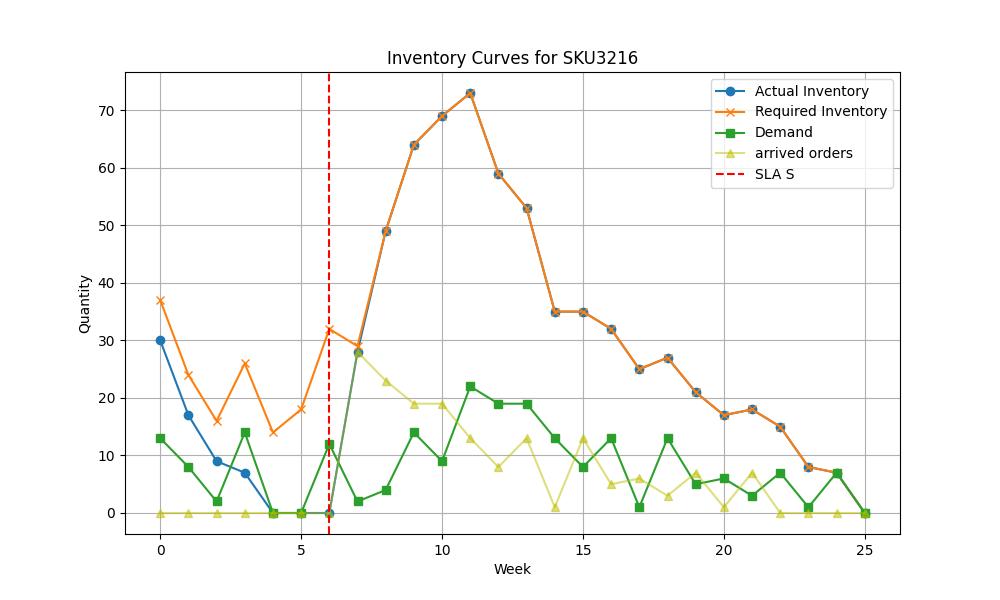 Inventory Curves for SKU3216
Actual Inventory
Required Inventory
Demand
arrived orders
SLA S
Quantity
70
60
50
40
30
20
10
0
0 5 10 15 20 25
Week